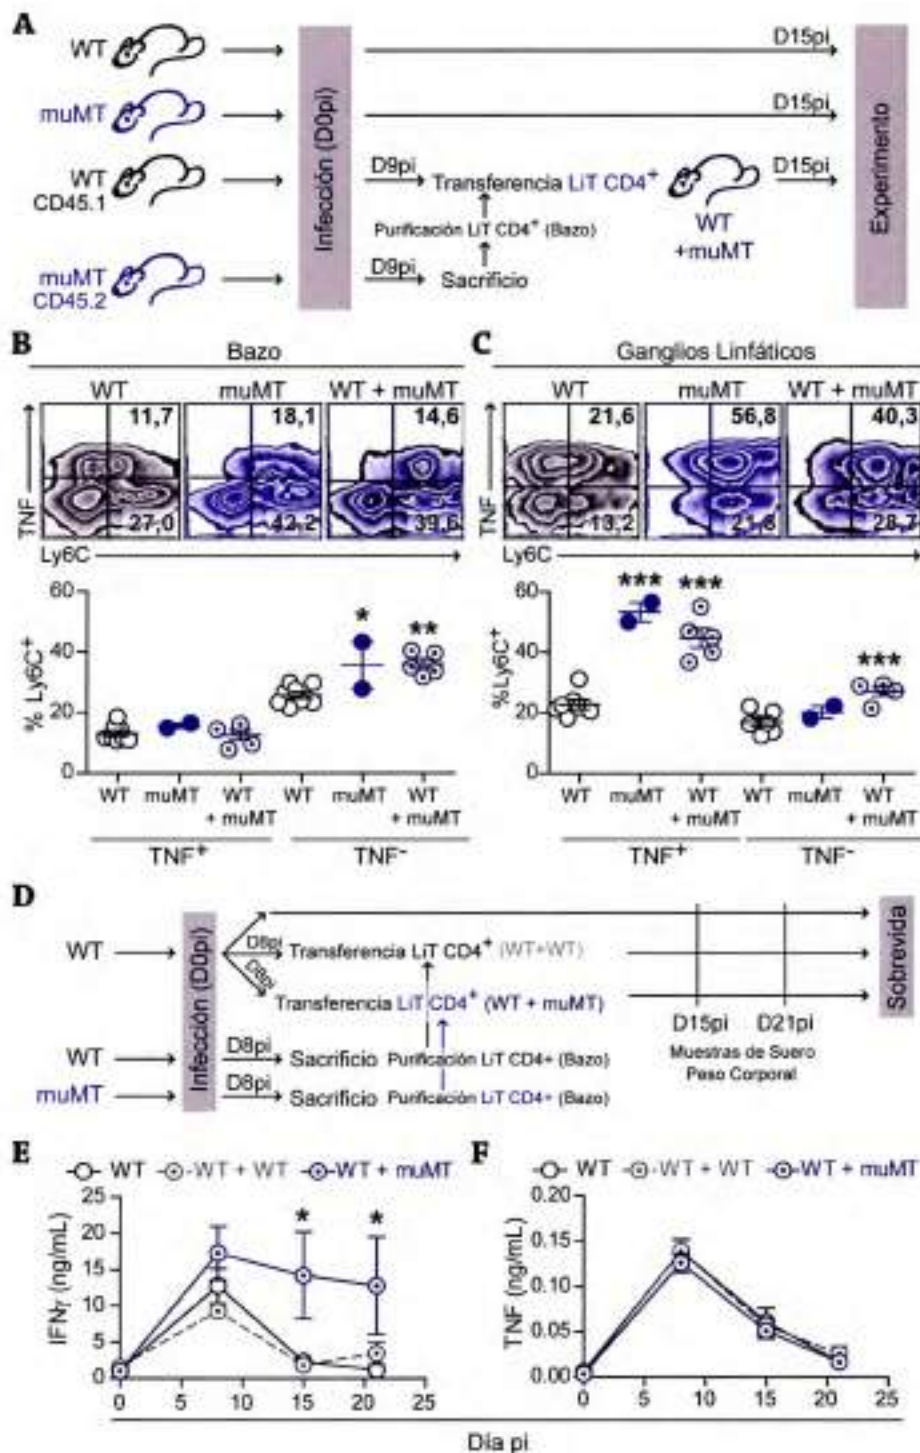 A
WT
D15pi
muMT
D15pi
WT
CD45.1
D9pi
Transferencia LiT CD4+
D15pi
Purificación LiT CD4+ (Bazo)
WT
+muMT
muMT
CD45.2
D9pi
Sacrificio
Infección (D0pi)
Experimento
B
Bazo
WT
muMT
WT + muMT
11,7
18,1
14,6
27,0
42,2
39,6
TNF
Ly6C
% Ly6C+
60
40
20
0
*
**
WT
muMT
WT
+ muMT
WT
muMT
WT
+ muMT
TNF+
TNF-
C
Ganglios Linfáticos
WT
muMT
WT + muMT
21,6
56,8
40,3
13,2
21,8
28,7
TNF
Ly6C
%Ly6C+
60
40
20
0
***
***
***
WT
muMT
WT
+ muMT
WT
muMT
WT
+ muMT
TNF+
TNF-
D
WT
Infección (D0pi)
D8pi
Transferencia LiT CD4+ (WT+WT)
D8pi
Transferencia LiT CD4+ (WT + muMT)
Sobrevida
D15pi
D21pi
Muestras de Suero
Peso Corporal
WT
D8pi
Sacrificio
Purificación LiT CD4+ (Bazo)
muMT
D8pi
Sacrificio
Purificación LiT CD4+ (Bazo)
E
WT
WT + WT
WT + muMT
IFNγ (ng/mL)
25
20
15
10
5
0
*
*
0
5
10
15
20
25
F
WT
WT + WT
WT + muMT
TNF (ng/mL)
0.20
0.15
0.10
0.05
0.00
0
5
10
15
20
25
Día pi